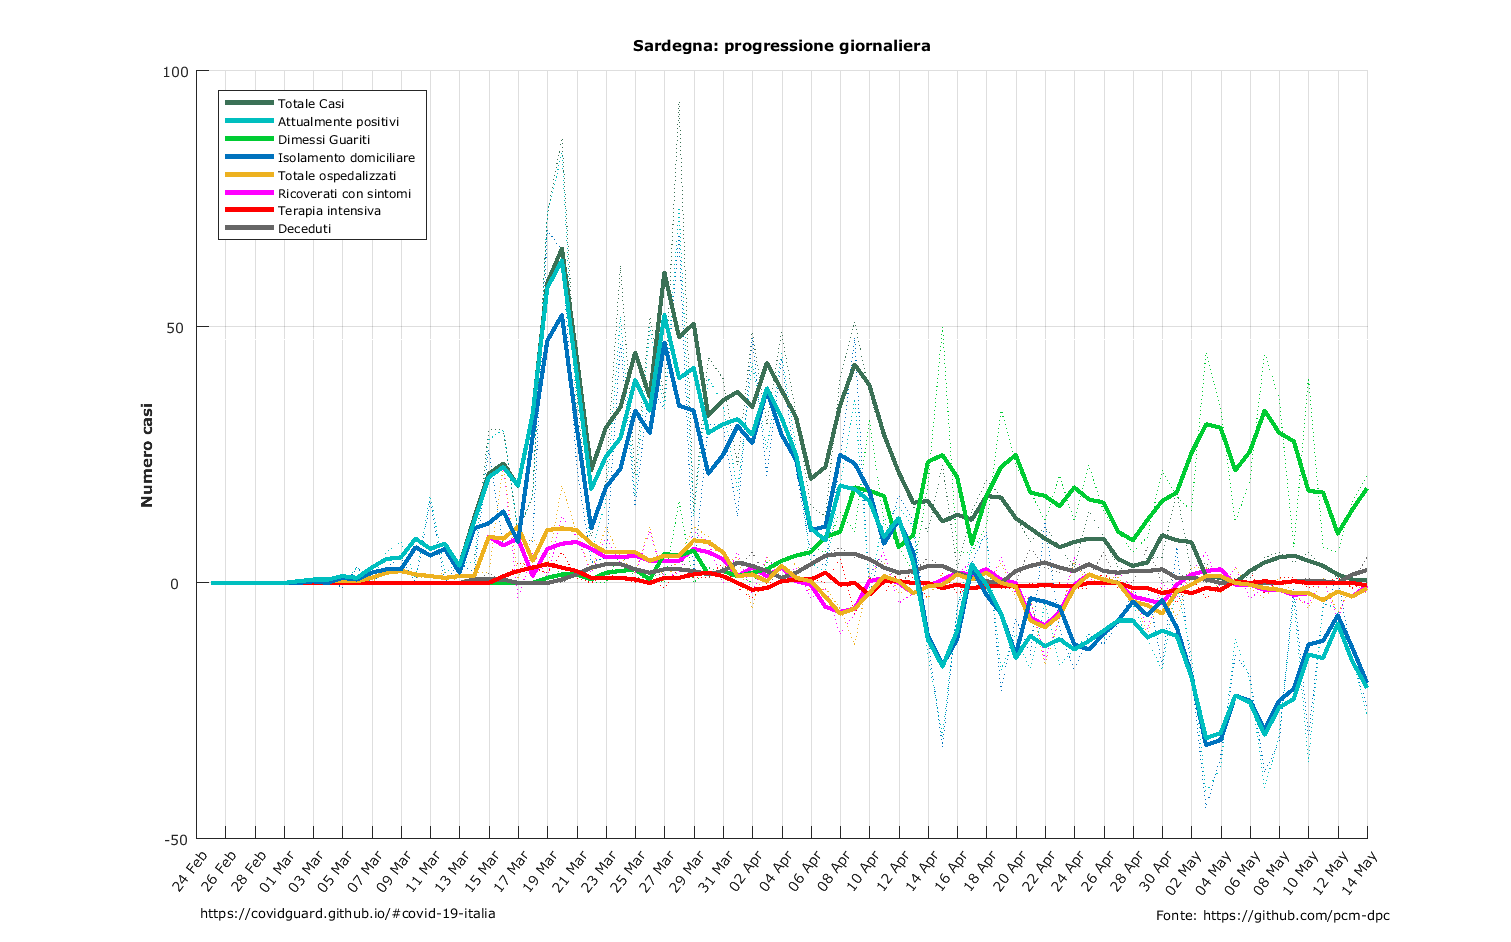 Sardegna: progressione giornaliera
100
50
0
-50
Numero casi
Totale Casi
Attualmente positivi
Dimessi Guariti
Isolamento domiciliare
Totale ospedalizzati
Ricoverati con sintomi
Terapia intensiva
Deceduti
24 Feb
26 Feb
28 Feb
01 Mar
03 Mar
05 Mar
07 Mar
09 Mar
11 Mar
13 Mar
15 Mar
17 Mar
19 Mar
21 Mar
23 Mar
25 Mar
27 Mar
29 Mar
31 Mar
02 Apr
04 Apr
06 Apr
08 Apr
10 Apr
12 Apr
14 Apr
16 Apr
18 Apr
20 Apr
22 Apr
24 Apr
26 Apr
28 Apr
30 Apr
02 May
04 May
06 May
08 May
10 May
12 May
14 May
https://covidguard.github.io/#covid-19-italia
Fonte: https://github.com/pcm-dpc